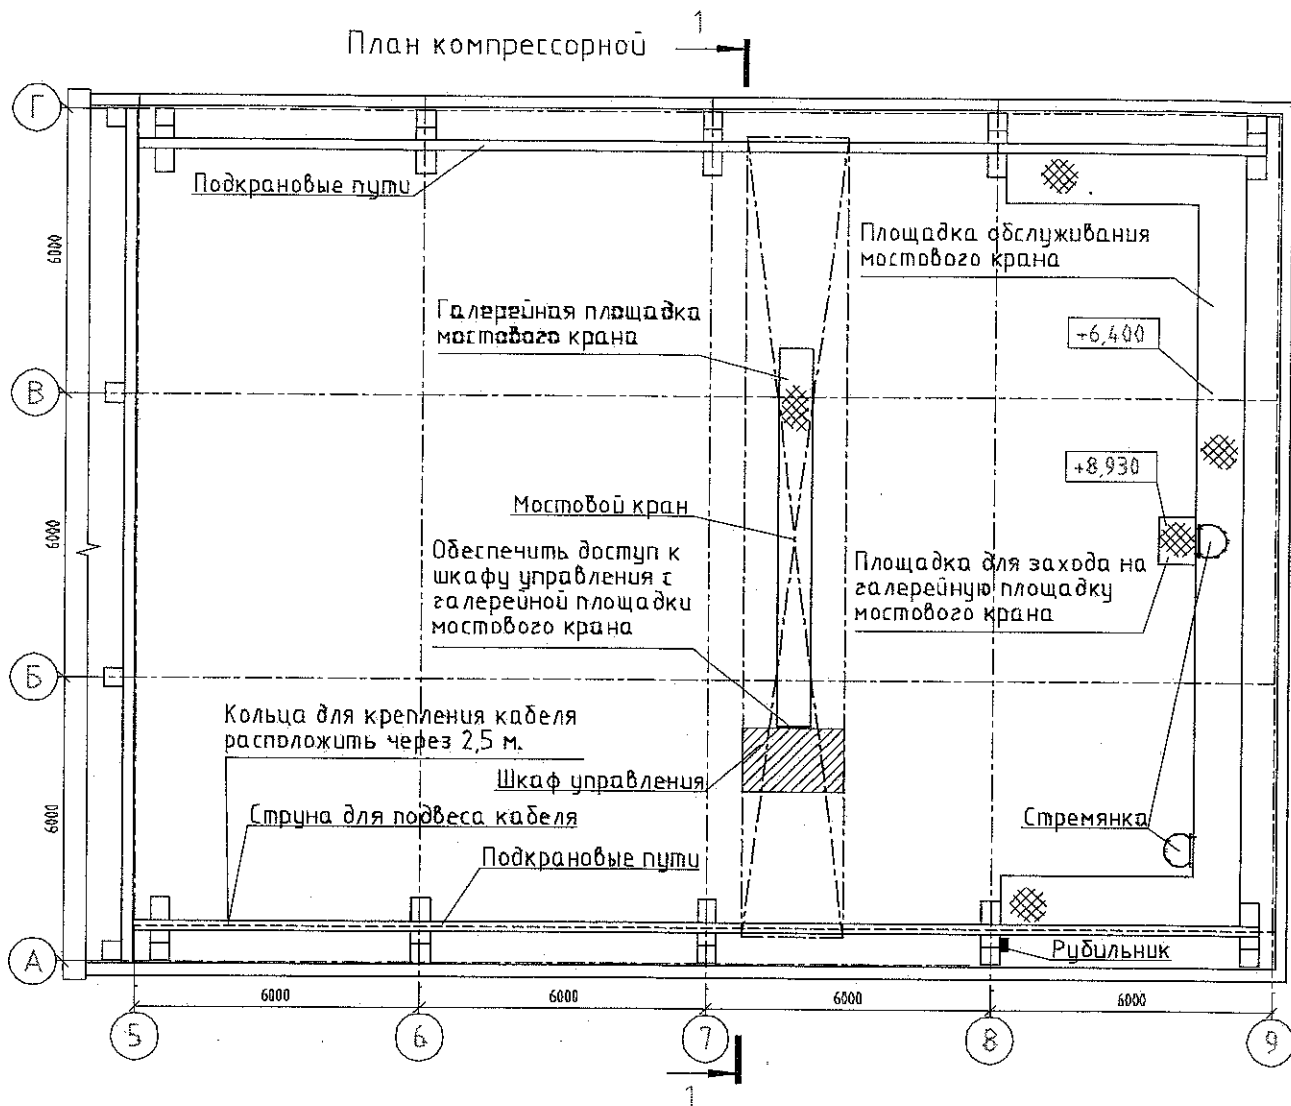 План компрессорной
1
Г
Подкрановые пути
6000
Площадка обслуживания
мостового крана
Галерейная площадка
мостового крана
+6,400
В
+8,930
Мостовой кран
6000
Обеспечить доступ к
шкафу управления с
галерейной площадки
мостового крана
Площадка для захода на
галерейную площадку
мостового крана
Б
Кольца для крепления кабеля
расположить через 2,5 м.
Шкаф управления
6000
Струна для подвеса кабеля
Стремянка
Подкрановые пути
А
Рубильник
6000
6000
6000
6000
5
6
7
8
9
1